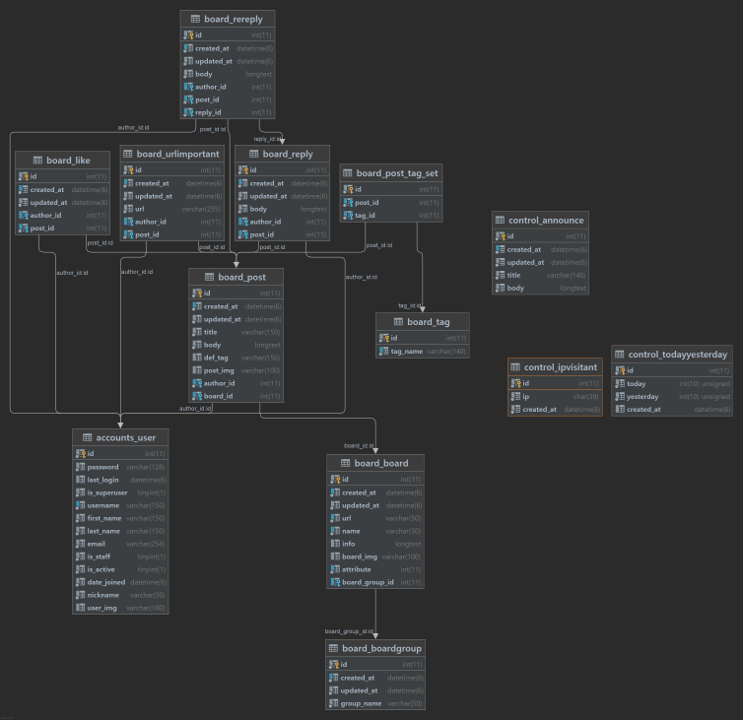 board_rereply
id int(11)
created_at datetime(6)
updated_at datetime(6)
body longtext
author_id int(11)
post_id int(11)
reply_id int(11)
author_id:id
post_id:id
reply_id:id
board_like
id int(11)
created_at datetime(6)
updated_at datetime(6)
author_id int(11)
post_id int(11)
board_urlimportant
id int(11)
created_at datetime(6)
updated_at datetime(6)
url varchar(255)
author_id int(11)
post_id int(11)
board_reply
id int(11)
created_at datetime(6)
updated_at datetime(6)
body longtext
author_id int(11)
post_id int(11)
board_post_tag_set
id int(11)
post_id int(11)
tag_id int(11)
control_announce
id int(11)
created_at datetime(6)
updated_at datetime(6)
title varchar(140)
body longtext
post_id:id
post_id:id
post_id:id
post_id:id
author_id:id
author_id:id
author_id:id
tag_id:id
board_post
id int(11)
created_at datetime(6)
updated_at datetime(6)
title varchar(150)
body longtext
def_tag varchar(150)
post_img varchar(100)
author_id int(11)
board_id int(11)
board_tag
id int(11)
tag_name varchar(140)
control_ipvisitant
id int(11)
ip char(39)
created_at datetime(6)
control_todayyesterday
id int(11)
today int(10) unsigned
yesterday int(10) unsigned
created_at datetime(6)
author_id:id
board_id:id
accounts_user
id int(11)
password varchar(128)
last_login datetime(6)
is_superuser tinyint(1)
username varchar(150)
first_name varchar(150)
last_name varchar(150)
email varchar(254)
is_staff tinyint(1)
is_active tinyint(1)
date_joined datetime(6)
nickname varchar(30)
user_img varchar(100)
board_board
id int(11)
created_at datetime(6)
updated_at datetime(6)
url varchar(50)
name varchar(30)
info longtext
board_img varchar(100)
attribute int(11)
board_group_id int(11)
board_group_id:id
board_boardgroup
id int(11)
created_at datetime(6)
updated_at datetime(6)
group_name varchar(50)